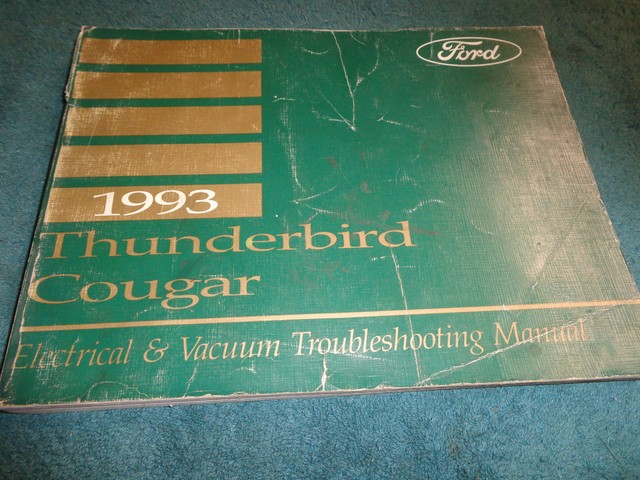 Ford
1993
Thunderbird
Cougar
Electrical & Vacuum Troubleshooting Manual